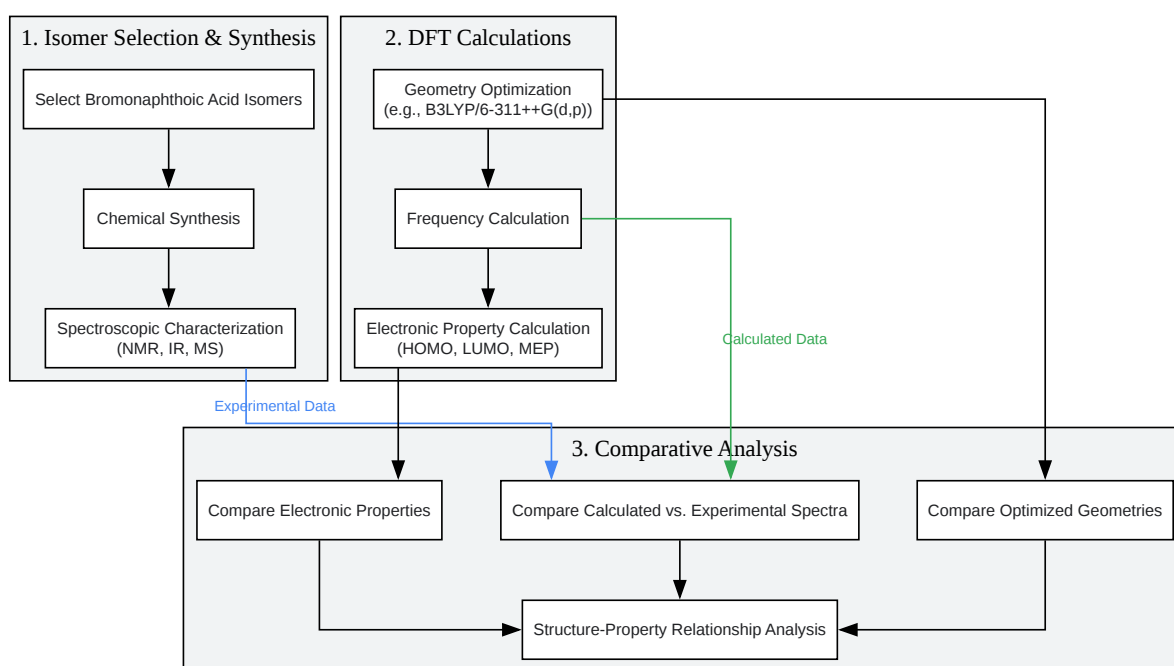 1. Isomer Selection & Synthesis
Select Bromonaphthoic Acid Isomers
Chemical Synthesis
Spectroscopic Characterization
(NMR, IR, MS)
2. DFT Calculations
Geometry Optimization
(e.g., B3LYP/6-311++G(d,p))
Frequency Calculation
Electronic Property Calculation
(HOMO, LUMO, MEP)
Calculated Data
Experimental Data
3. Comparative Analysis
Compare Electronic Properties
Compare Calculated vs. Experimental Spectra
Compare Optimized Geometries
Structure-Property Relationship Analysis